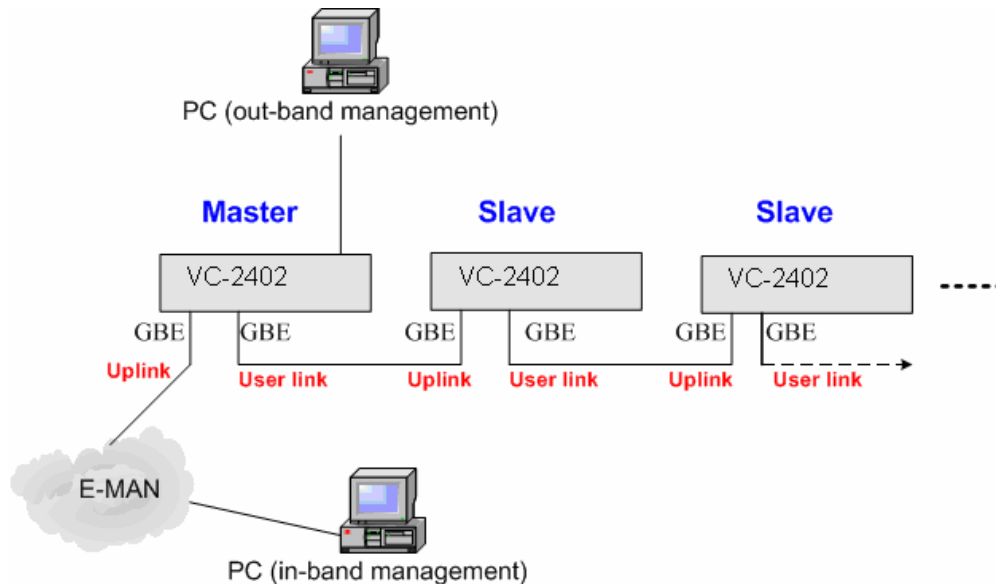 PC (out-band management)
Master Slave Slave
VC-2402 VC-2402 VC-2402
GBE GBE GBE GBE GBE GBE
Uplink User link Uplink User link Uplink User link
E-MAN
PC (in-band management)